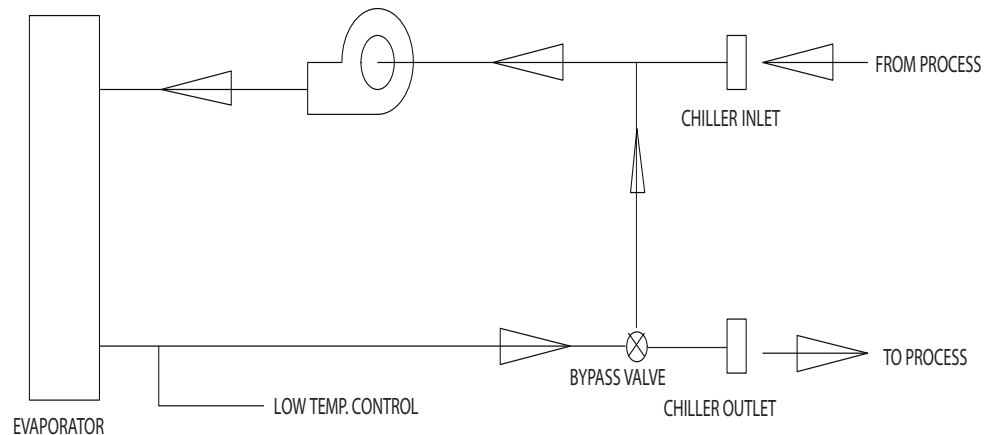 FROM PROCESS
CHILLER INLET
BYPASS VALVE
TO PROCESS
CHILLER OUTLET
LOW TEMP. CONTROL
EVAPORATOR